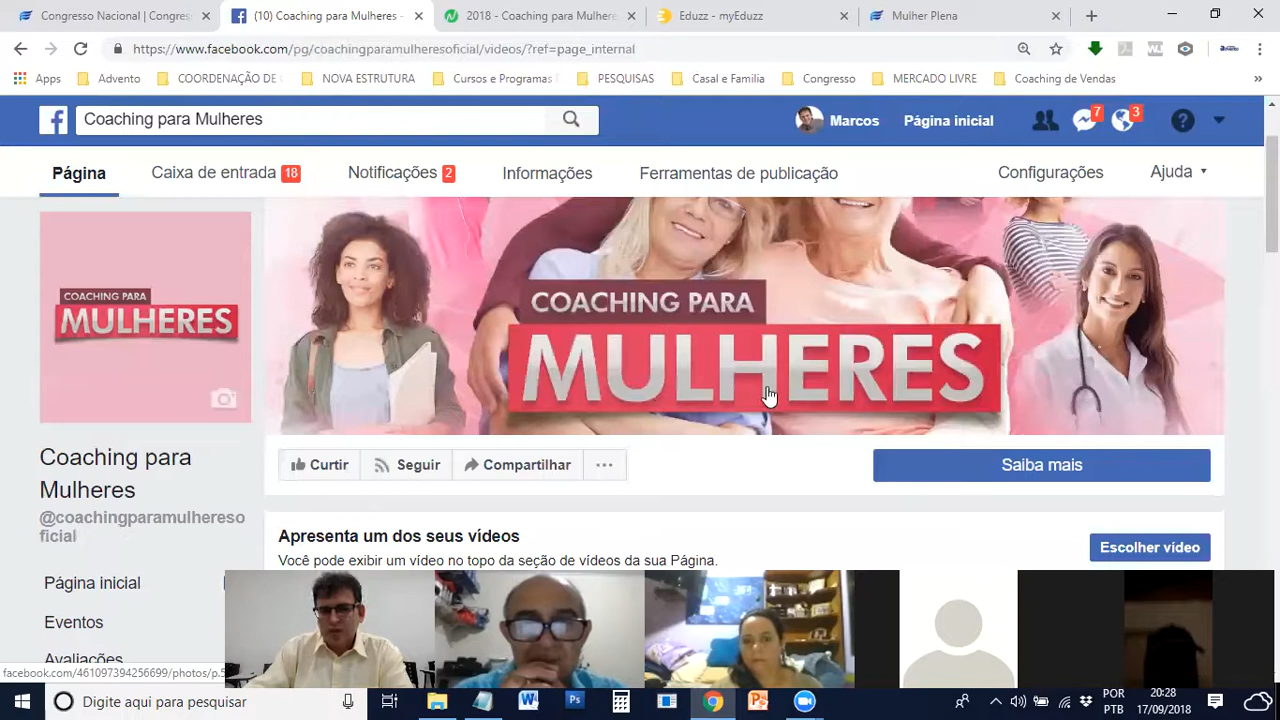 Congresso Nacional | Congres
(10) Coaching para Mulheres -
2018 - Coaching para Mulhere
Eduzz - myEduzz
Mulher Plena
https://www.facebook.com/pg/coachingparamulheresoficial/videos/?ref=page_internal
Apps
Advento
COORDENAÇÃO DE
NOVA ESTRUTURA
Cursos e Programas
PESQUISAS
Casal e Familia
Congresso
MERCADO LIVRE
Coaching de Vendas
»
Coaching para Mulheres
Marcos
Página inicial
7
3
Página
Caixa de entrada 18
Notificações 2
Informações
Ferramentas de publicação
Configurações
Ajuda
COACHING PARA
MULHERES
COACHING PARA
MULHERES
Coaching para
Mulheres
@coachingparamulhereso
ficial
Curtir
Seguir
Compartilhar
Saiba mais
Apresenta um dos seus vídeos
Você pode exibir um vídeo no topo da seção de vídeos da sua Página.
Escolher vídeo
Página inicial
Eventos
Avaliações
facebook.com/461097394256699/photos/p.5
Digite aqui para pesquisar
POR
PTB
20:28
17/09/2018